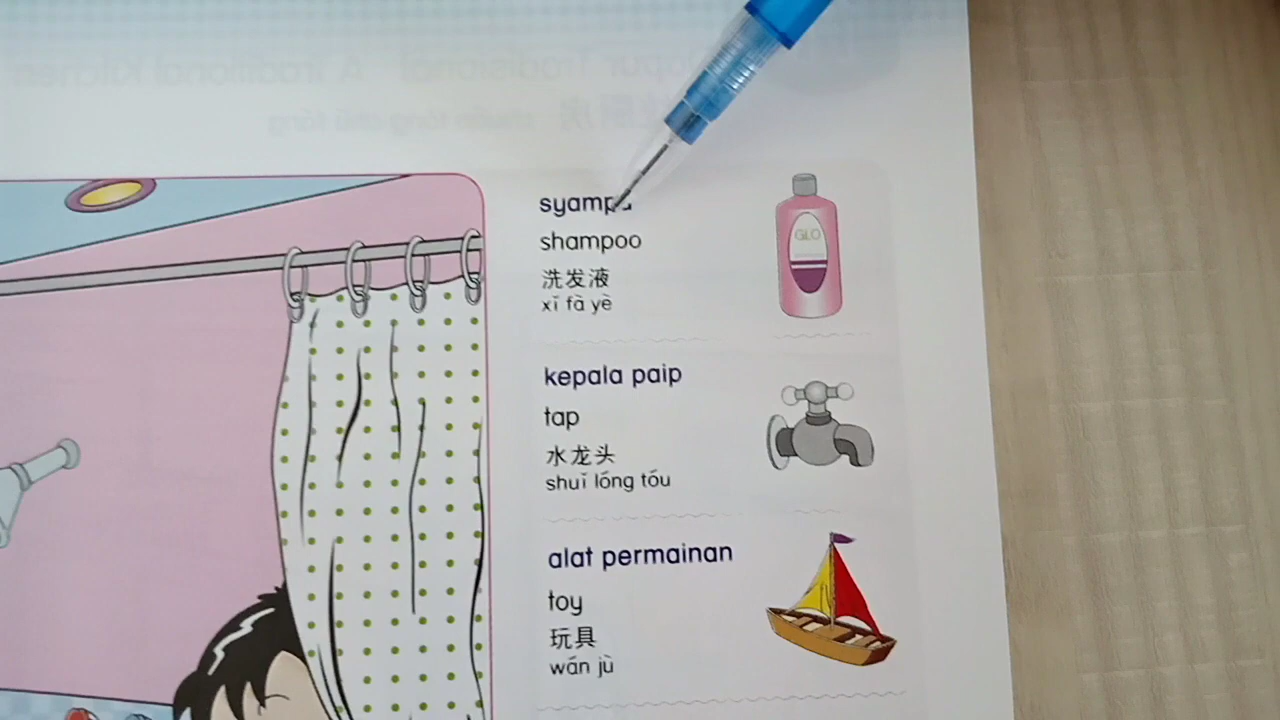 syampu
shampoo
洗发液
xǐ fà yè
GLO
kepala paip
tap
水龙头
shuǐ lóng tóu
alat permainan
toy
玩具
wán jù